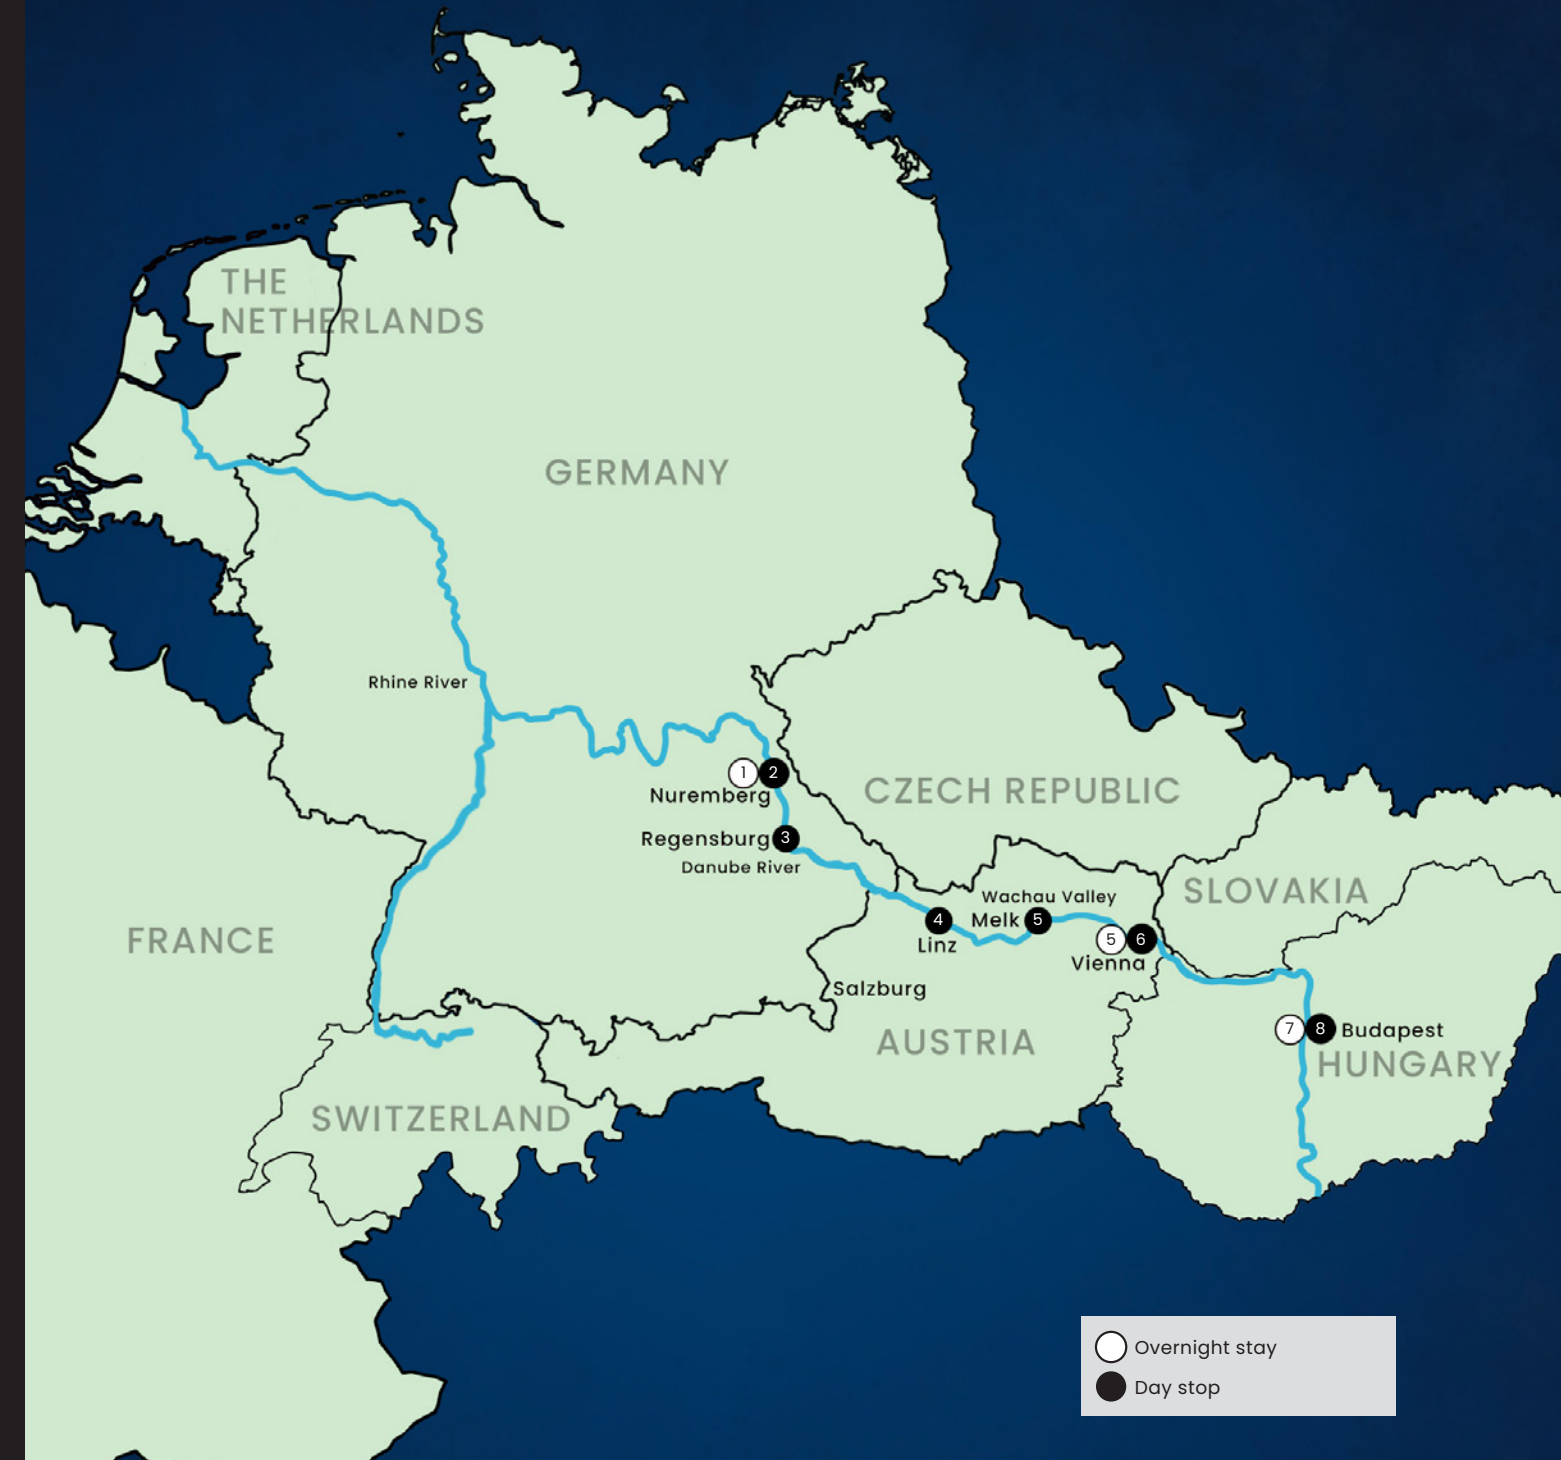 THE
NETHERLANDS
GERMANY
Rhine River
1 2
Nuremberg
CZECH REPUBLIC
Regensburg 3
Danube River
SLOVAKIA
Wachau Valley
4 Melk 5
Linz
5 6
Vienna
FRANCE
Salzburg
AUSTRIA
7 8 Budapest
HUNGARY
SWITZERLAND
Overnight stay
Day stop